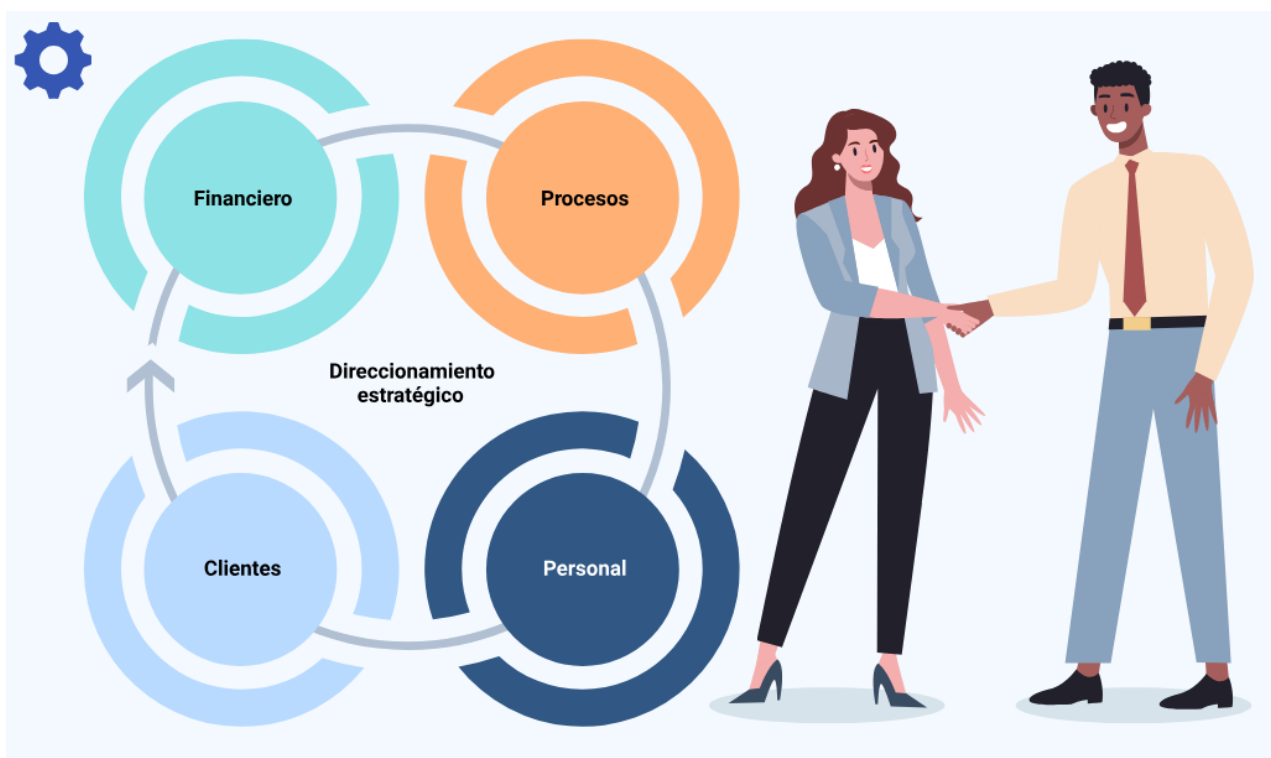 Financiero
Procesos
Direccionamiento
estratégico
Clientes
Personal